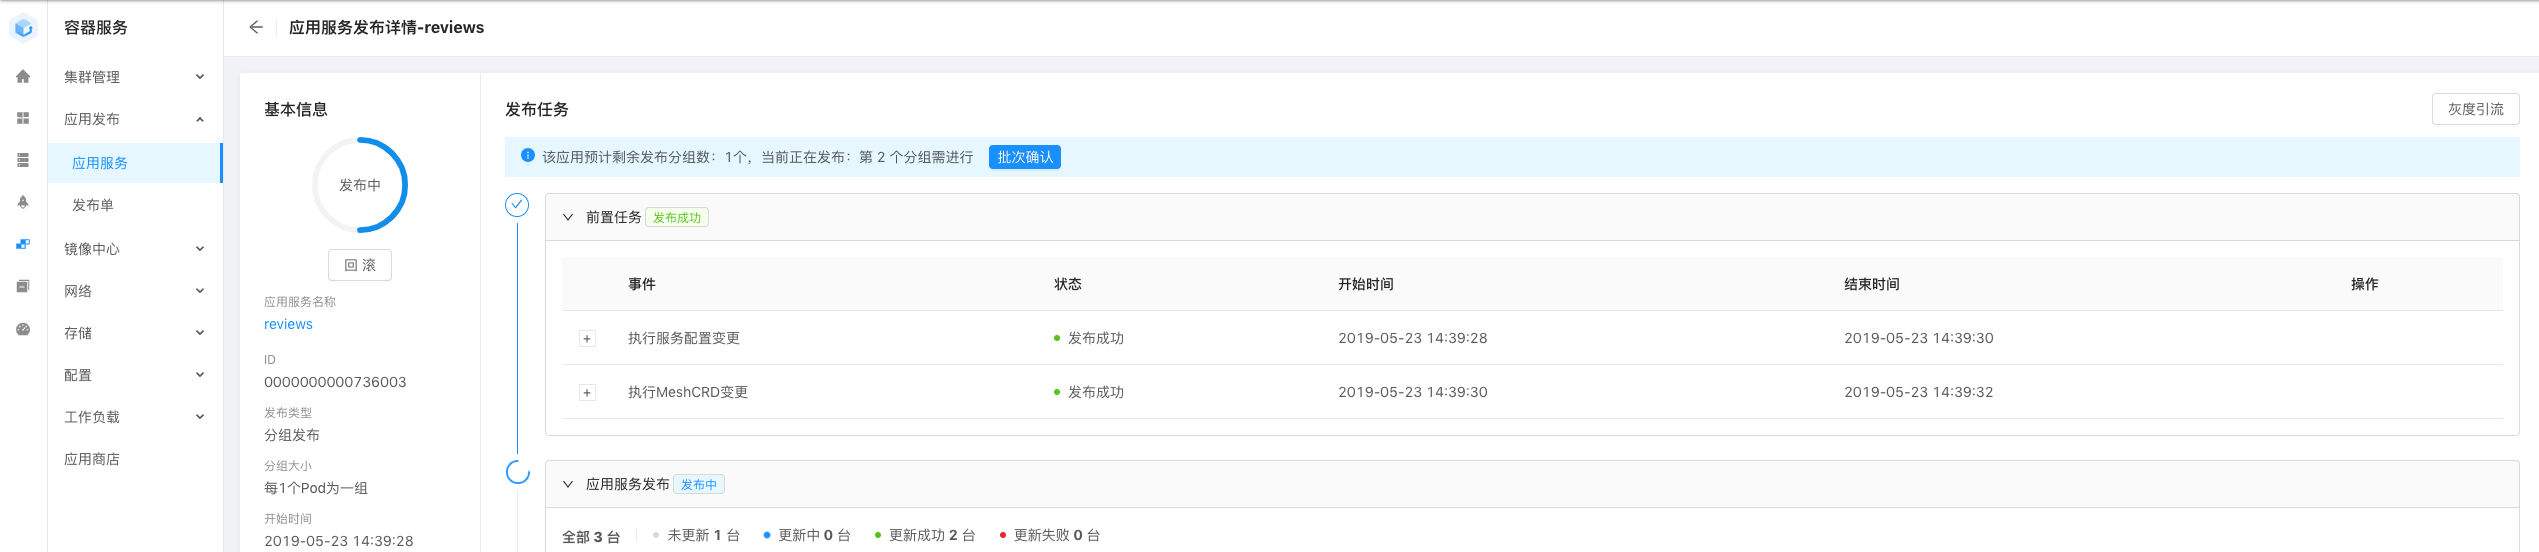 容器服务
集群管理
应用发布
应用服务
发布单
镜像中心
网络
存储
配置
工作负载
应用商店
应用服务发布详情-reviews
基本信息
发布中
回 滚
应用服务名称
reviews
ID
0000000000736003
发布类型
分组发布
分组大小
每1个Pod为一组
开始时间
2019-05-23 14:39:28
发布任务
灰度引流
该应用预计剩余发布分组数：1个，当前正在发布：第 2 个分组需进行 批次确认
前置任务 发布成功
事件 状态 开始时间 结束时间 操作
执行服务配置变更 发布成功 2019-05-23 14:39:28 2019-05-23 14:39:30
执行MeshCRD变更 发布成功 2019-05-23 14:39:30 2019-05-23 14:39:32
应用服务发布 发布中
全部 3 台 未更新 1 台 更新中 0 台 更新成功 2 台 更新失败 0 台